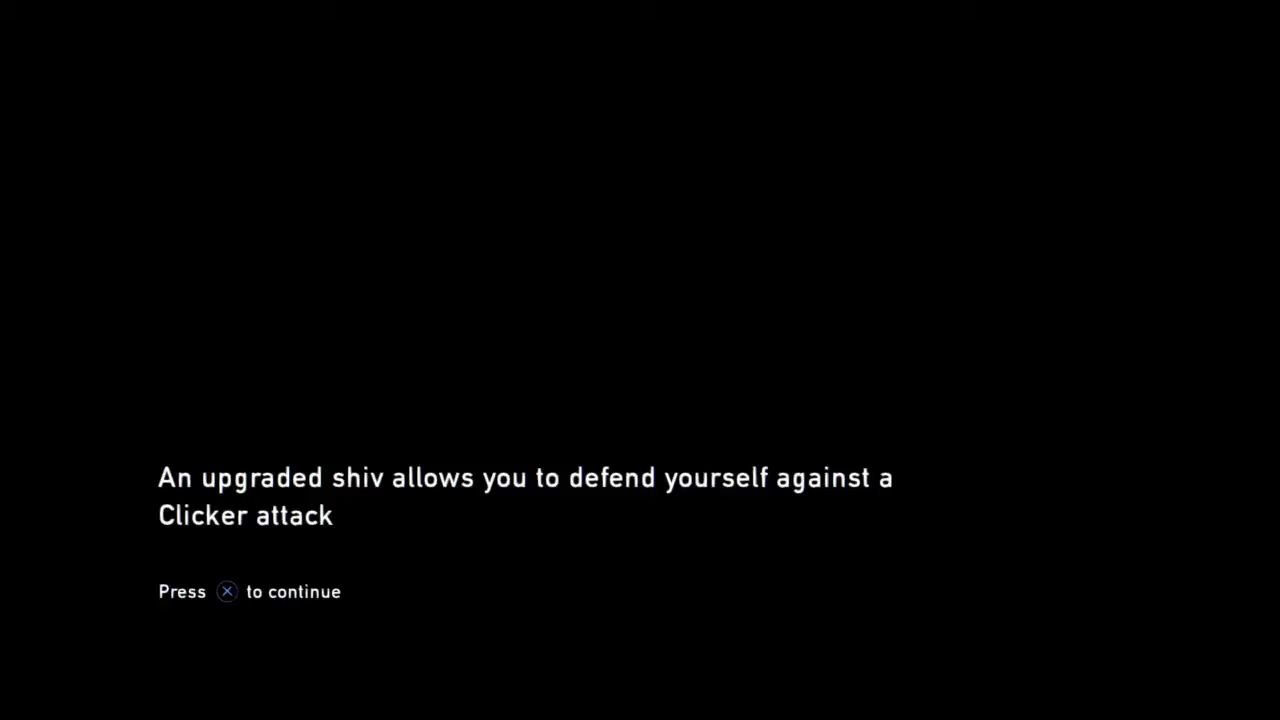 An upgraded shiv allows you to defend yourself against a
Clicker attack
Press ⓧ to continue